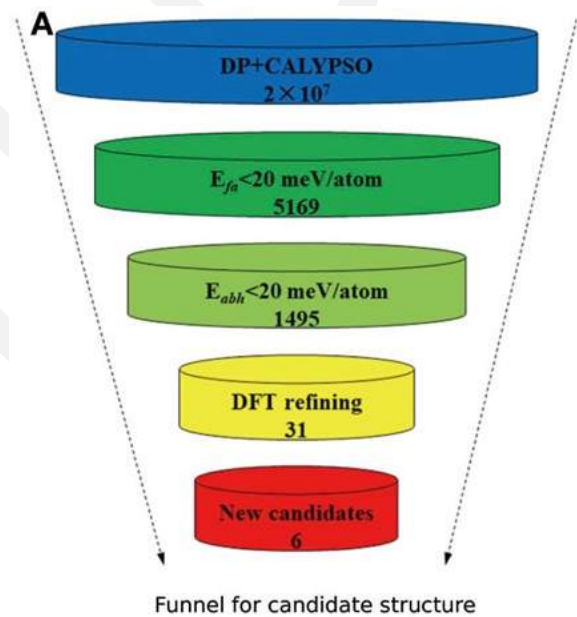 A
DP+CALYPSO
2×10⁷
E_fa<20 meV/atom
5169
E_abh<20 meV/atom
1495
DFT refining
31
New candidates
6
Funnel for candidate structure